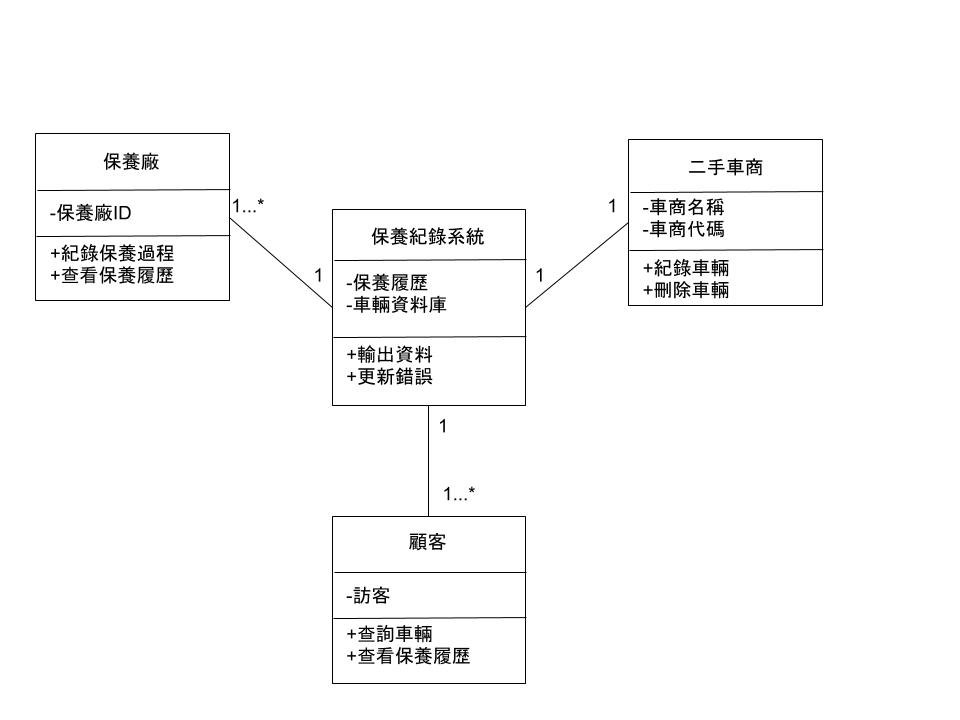 保養廠
-保養廠ID
+紀錄保養過程
+查看保養履歷
1...*
1
保養紀錄系統
-保養履歷
-車輛資料庫
+輸出資料
+更新錯誤
1
1
二手車商
-車商名稱
-車商代碼
+紀錄車輛
+刪除車輛
1
1...*
顧客
-訪客
+查詢車輛
+查看保養履歷